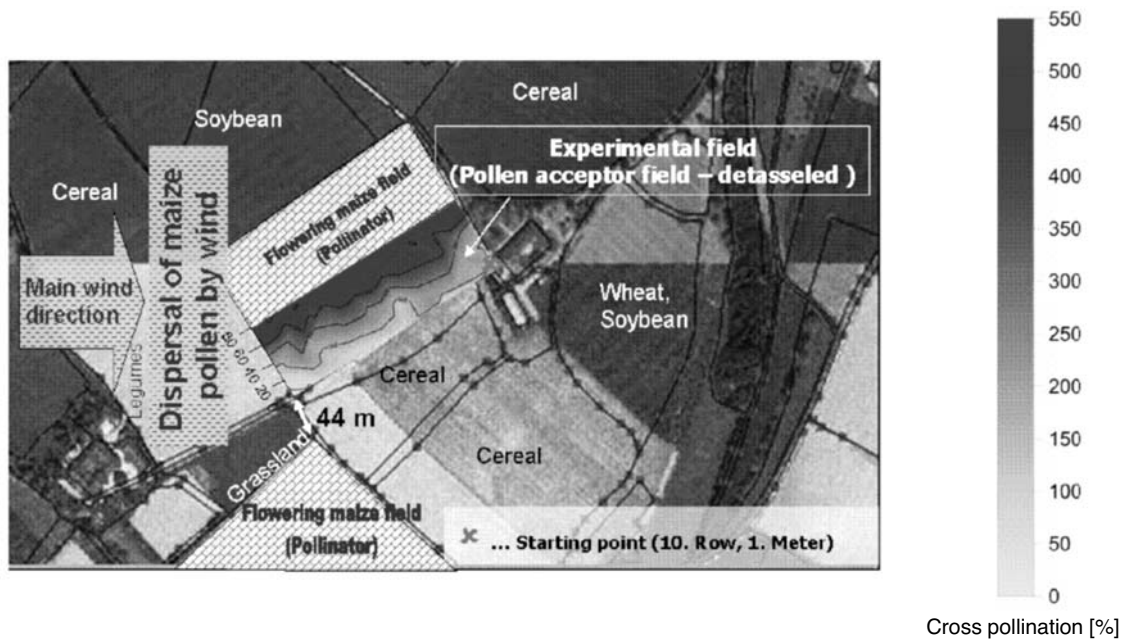 Cereal
Soybean
Experimental field
(Pollen acceptor field – detasseled )
Cereal
Flowering maize field
(Pollinator)
Dispersal of maize
pollen by wind
Main wind
direction
Legumes
80 60 40 20
Wheat,
Soybean
Cereal
44 m
Cereal
Grassland
Flowering maize field
(Pollinator)
× ... Starting point (10. Row, 1. Meter)
550
500
450
400
350
300
250
200
150
100
50
0
Cross pollination [%]